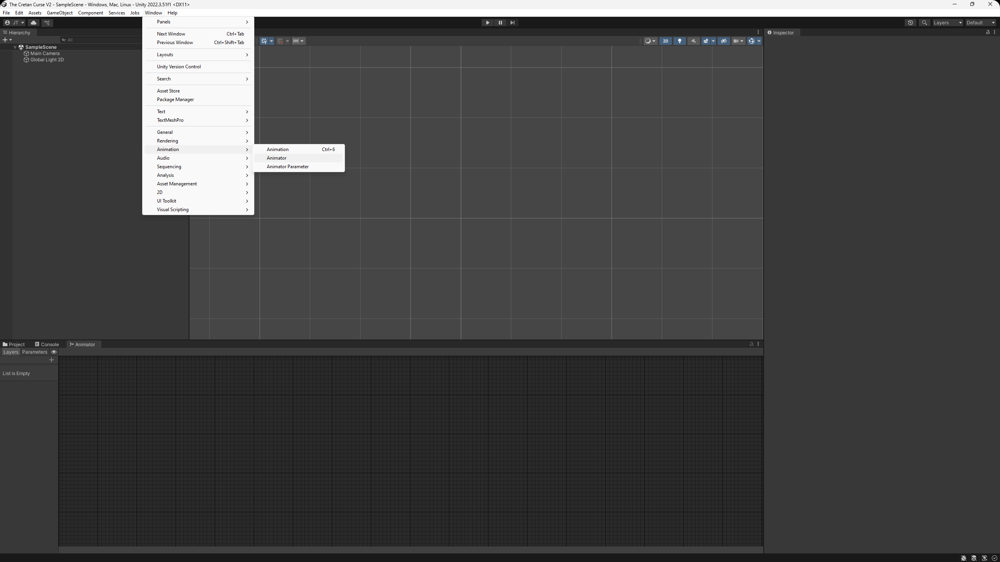 The Cretan Curse V2 - SampleScene - Windows, Mac, Linux - Unity 2022.3.51f1 <DX11>
File Edit Assets GameObject Component Services Jobs Window Help
JT
Layers
Default
Hierarchy
All
SampleScene
Main Camera
Global Light 2D
Panels
Next Window Ctrl+Tab
Previous Window Ctrl+Shift+Tab
Layouts
Unity Version Control
Search
Asset Store
Package Manager
Text
TextMeshPro
General
Rendering
Animation
Audio
Sequencing
Analysis
Asset Management
2D
UI Toolkit
Visual Scripting
Animation Ctrl+6
Animator
Animator Parameter
2D
Inspector
Project Console Animator
Layers Parameters
List is Empty